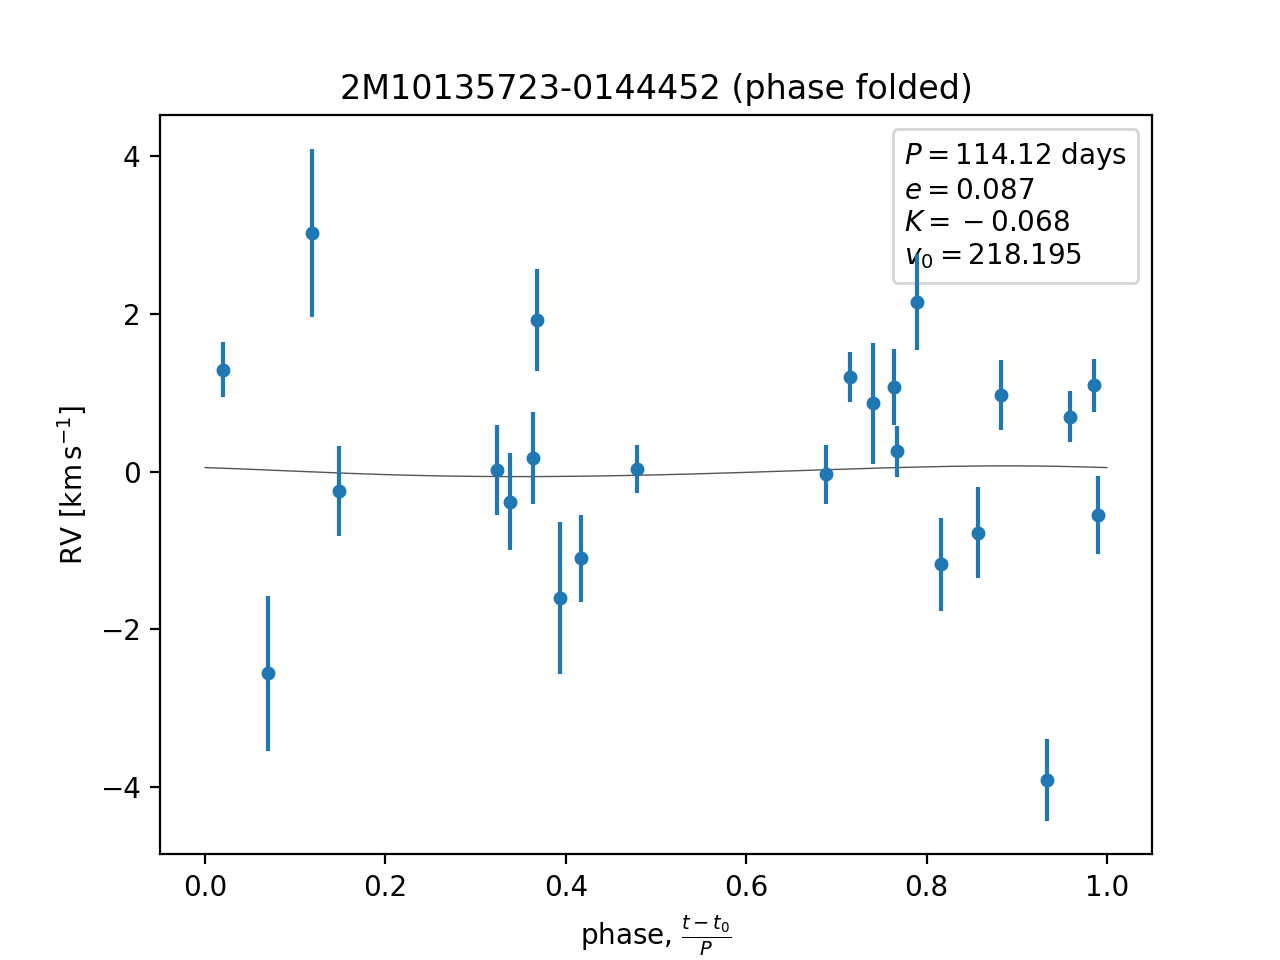 2M10135723-0144452 (phase folded)
P = 114.12 days
e = 0.087
K = −0.068
v₀ = 218.195
RV [km s⁻¹]
4
2
0
−2
−4
0.0 0.2 0.4 0.6 0.8 1.0
phase, (t − t₀)/P